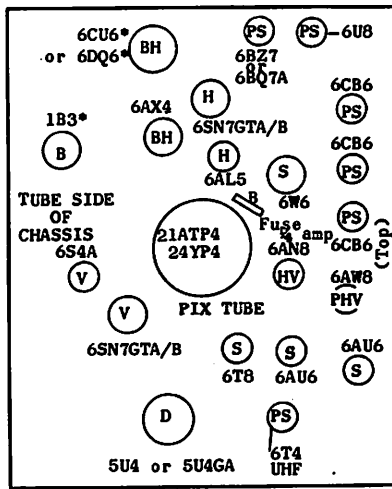 6CU6*
or 6DQ6*
BH
PS
PS
6U8
6BZ7
or
6BQ7A
6AX4
H
6SN7GTA/B
6CB6
PS
1B3*
B
BH
H
6AL5
6CB6
PS
S
6W6
B
Fuse
¼ amp
TUBE SIDE
OF
CHASSIS
21ATP4
24YP4
PIX TUBE
PS
6CB6
(Top)
6S4A
V
6AN8
HV
6AW8
PHV
V
6SN7GTA/B
S
6T8
S
6AU6
6AU6
S
D
5U4 or 5U4GA
PS
6T4
UHF